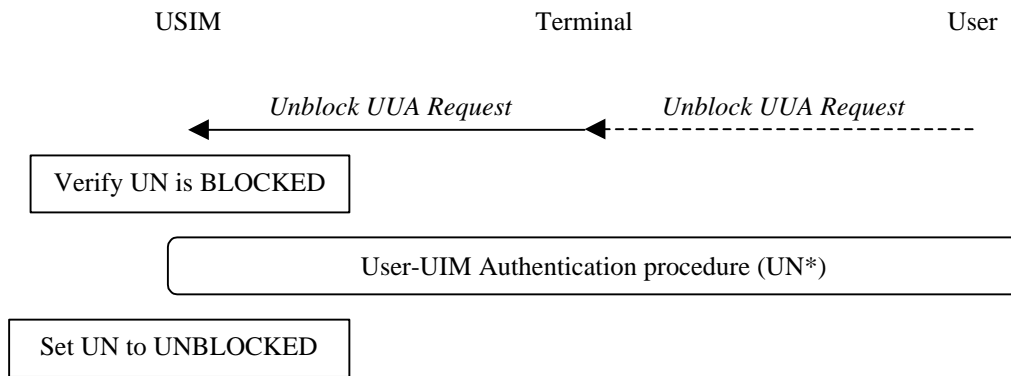 USIM Terminal User
Unblock UUA Request Unblock UUA Request
Verify UN is BLOCKED
User-UIM Authentication procedure (UN*)
Set UN to UNBLOCKED